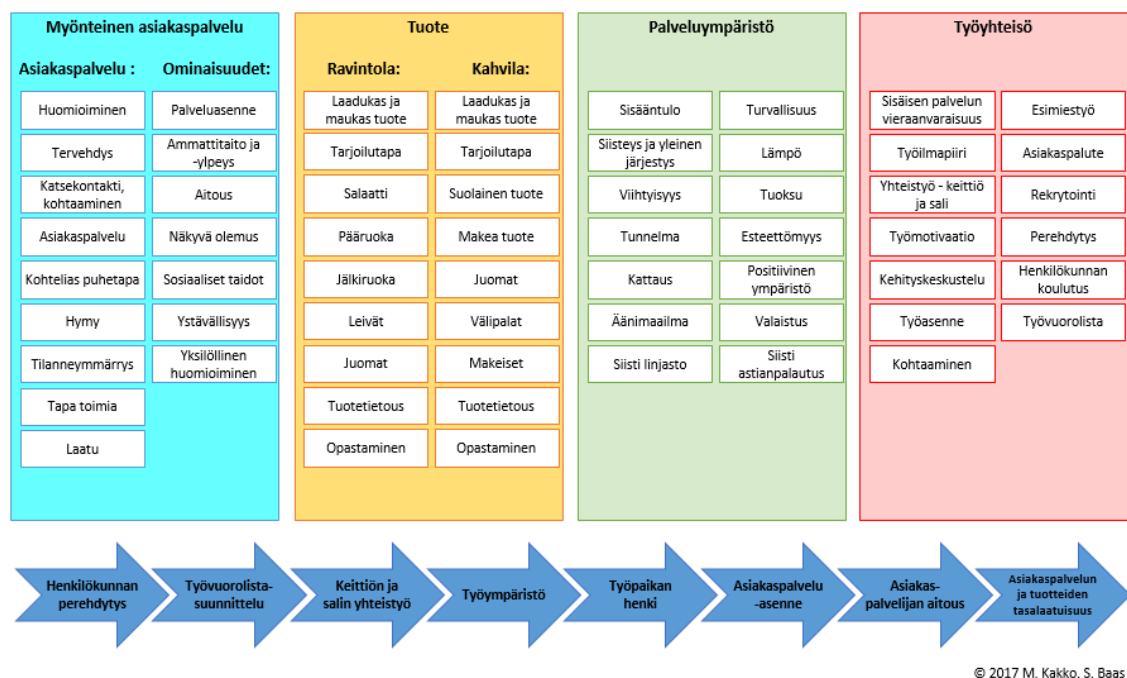 Myönteinen asiakaspalvelu
Asiakaspalvelu :
Ominaisuudet:
Huomioiminen
Tervehdys
Katsekontakti,
kohtaaminen
Asiakaspalvelu
Kohtelias puhetapa
Hymy
Tilanneymmärrys
Tapa toimia
Laatu
Palveluasenne
Ammattitaito ja
-ylpeys
Aitous
Näkyvä olemus
Sosiaaliset taidot
Ystävällisyys
Yksilöllinen
huomioiminen
Tuote
Ravintola:
Kahvila:
Laadukas ja
maukas tuote
Tarjoilutapa
Salaatti
Pääruoka
Jälkiruoka
Leivät
Juomat
Tuotetietous
Opastaminen
Laadukas ja
maukas tuote
Tarjoilutapa
Suolainen tuote
Makea tuote
Juomat
Välipalat
Makeiset
Tuotetietous
Opastaminen
Palveluympäristö
Sisääntulo
Siisteys ja yleinen
järjestys
Viihtyisyys
Tunnelma
Kattaus
Äänimaailma
Siisti linjasto
Turvallisuus
Lämpö
Tuoksu
Esteettömyys
Positiivinen
ympäristö
Valaistus
Siisti
astianpalautus
Työyhteisö
Sisäisen palvelun
vieraanvaraisuus
Työilmapiiri
Yhteistyö - keittiö
ja sali
Työmotivaatio
Kehityskeskustelu
Työasenne
Kohtaaminen
Esimiestyö
Asiakaspalute
Rekrytointi
Perehdytys
Henkilökunnan
koulutus
Työvuorolista
Henkilökunnan
perehdytys
Työvuorolista-
suunnittelu
Keittiön ja
salin yhteistyö
Työympäristö
Työpaikan
henki
Asiakaspalvelu
-asenne
Asiakas-
palvelijan aitous
Asiakaspalvelun
ja tuotteiden
tasalaatuisuus
© 2017 M. Kakko, S. Baas